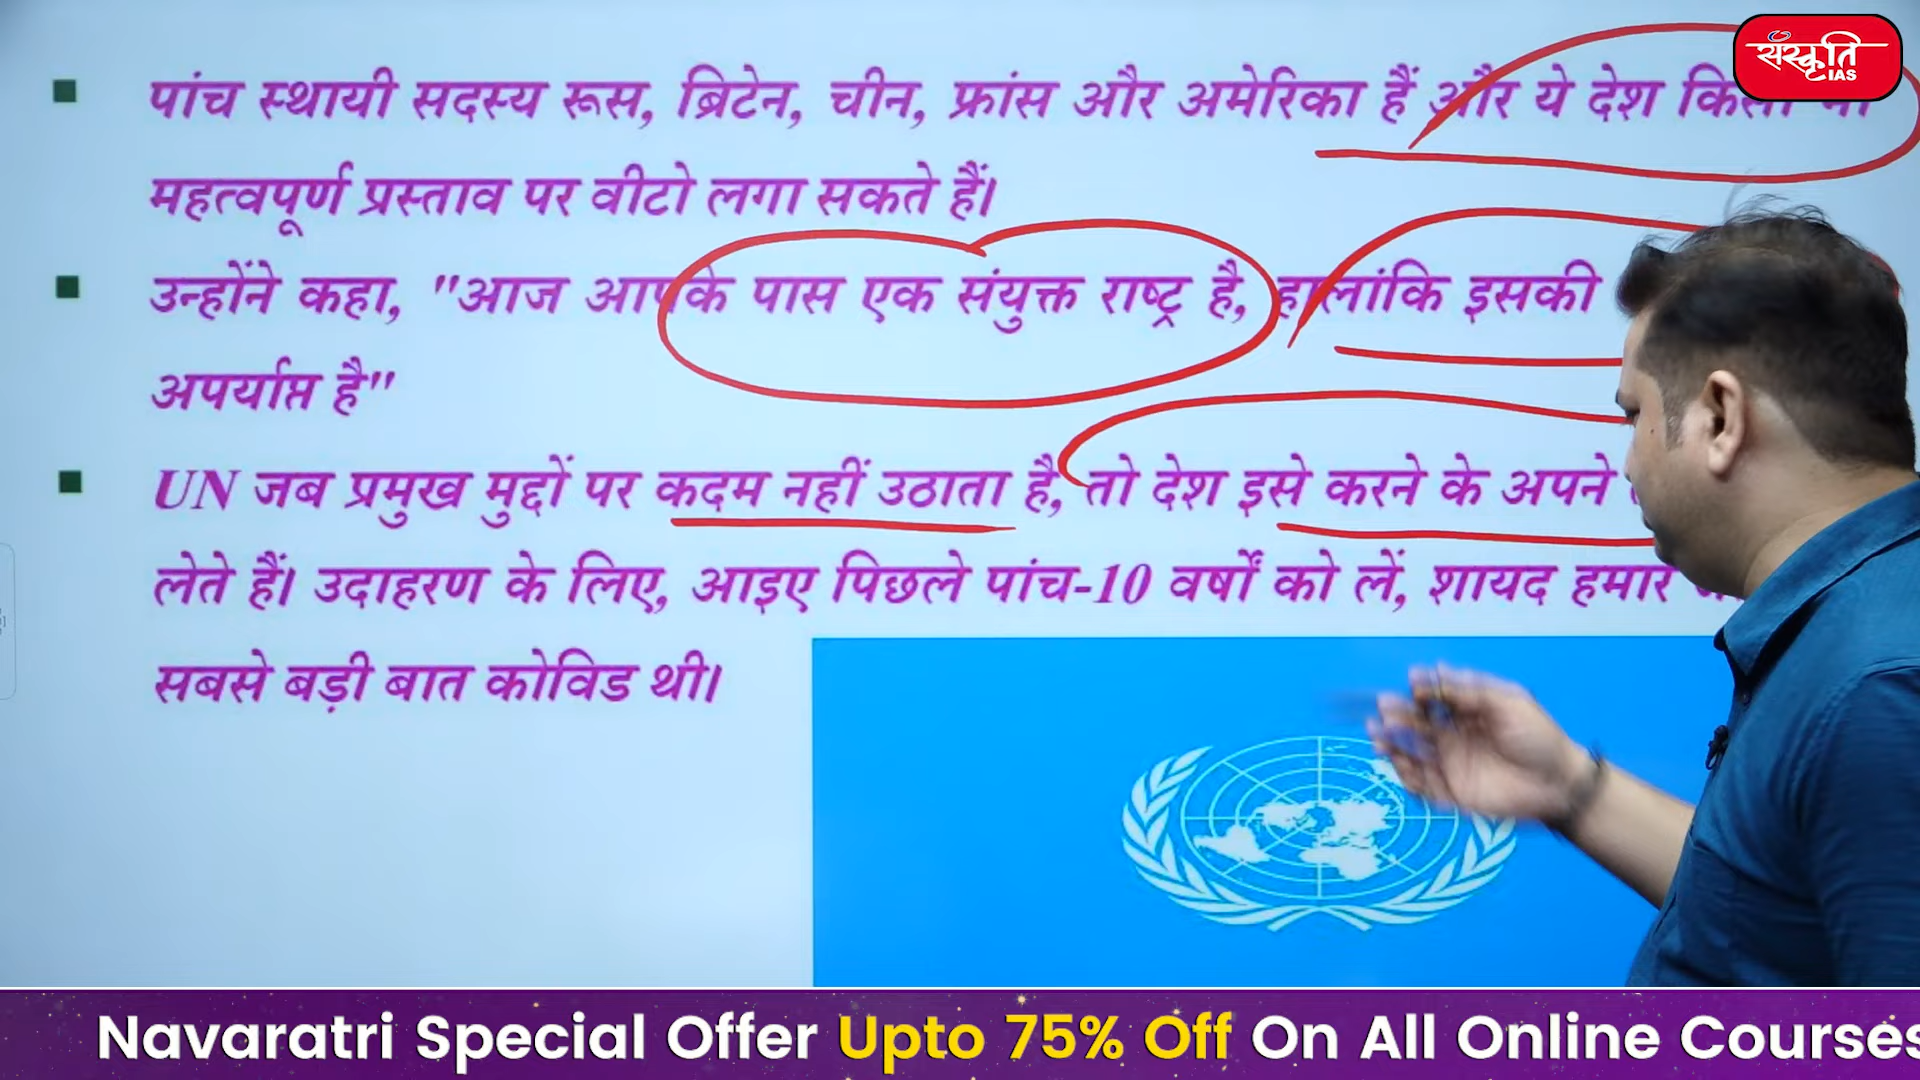 संस्कृति
IAS
पांच स्थायी सदस्य रूस, ब्रिटेन, चीन, फ्रांस और अमेरिका हैं और ये देश
महत्वपूर्ण प्रस्ताव पर वीटो लगा सकते हैं।
उन्होंने कहा, "आज आपके पास एक संयुक्त राष्ट्र है, हालांकि इसकी
अपर्याप्त है"
UN जब प्रमुख मुद्दों पर कदम नहीं उठाता है, तो देश इसे करने के अपने
लेते हैं। उदाहरण के लिए, आइए पिछले पांच-10 वर्षों को लें, शायद हमार
सबसे बड़ी बात कोविड थी।
Navaratri Special Offer Upto 75% Off On All Online Courses